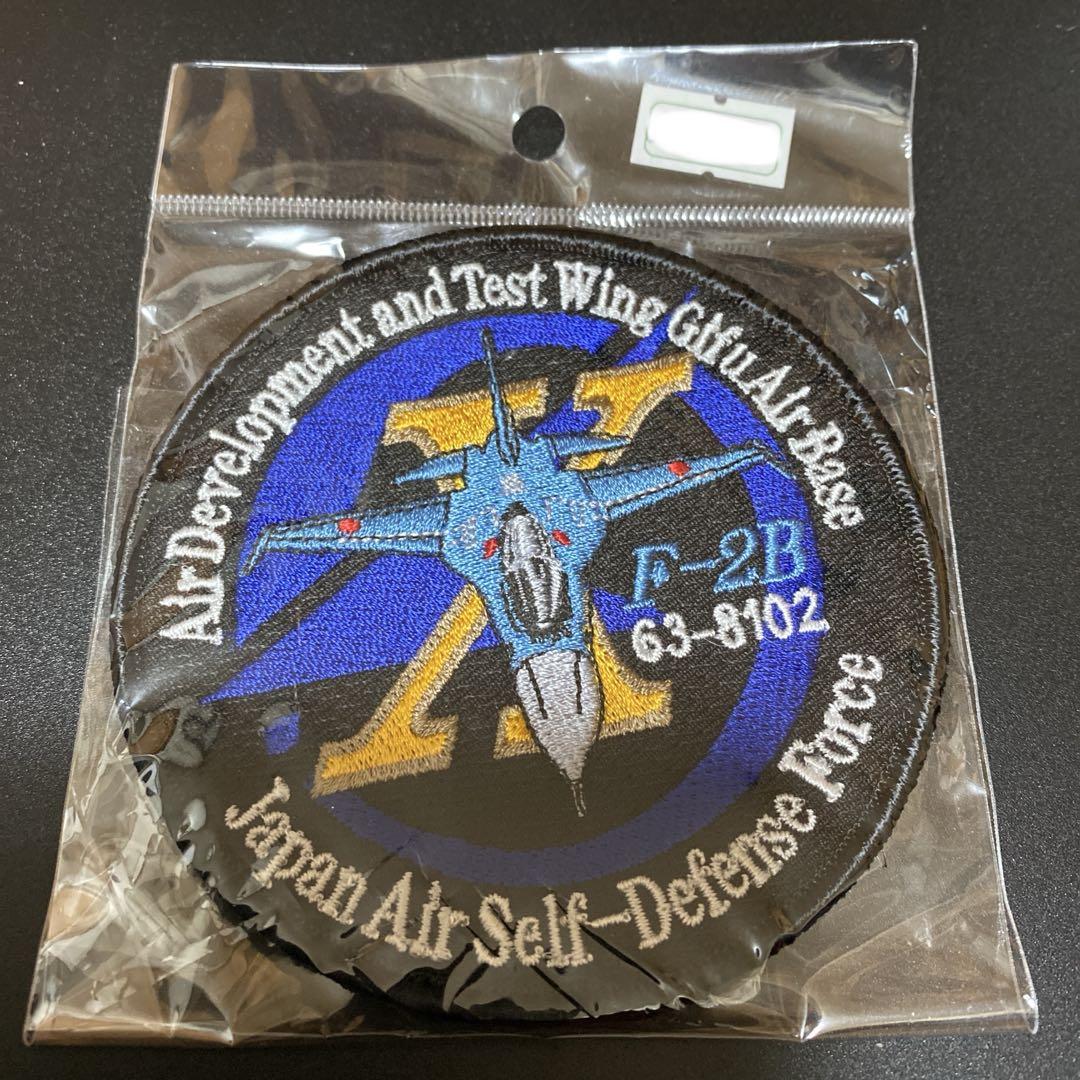 Air Development and Test Wing Gifu Air Base
X
F-2B
63-8102
Japan Air Self-Defense Force